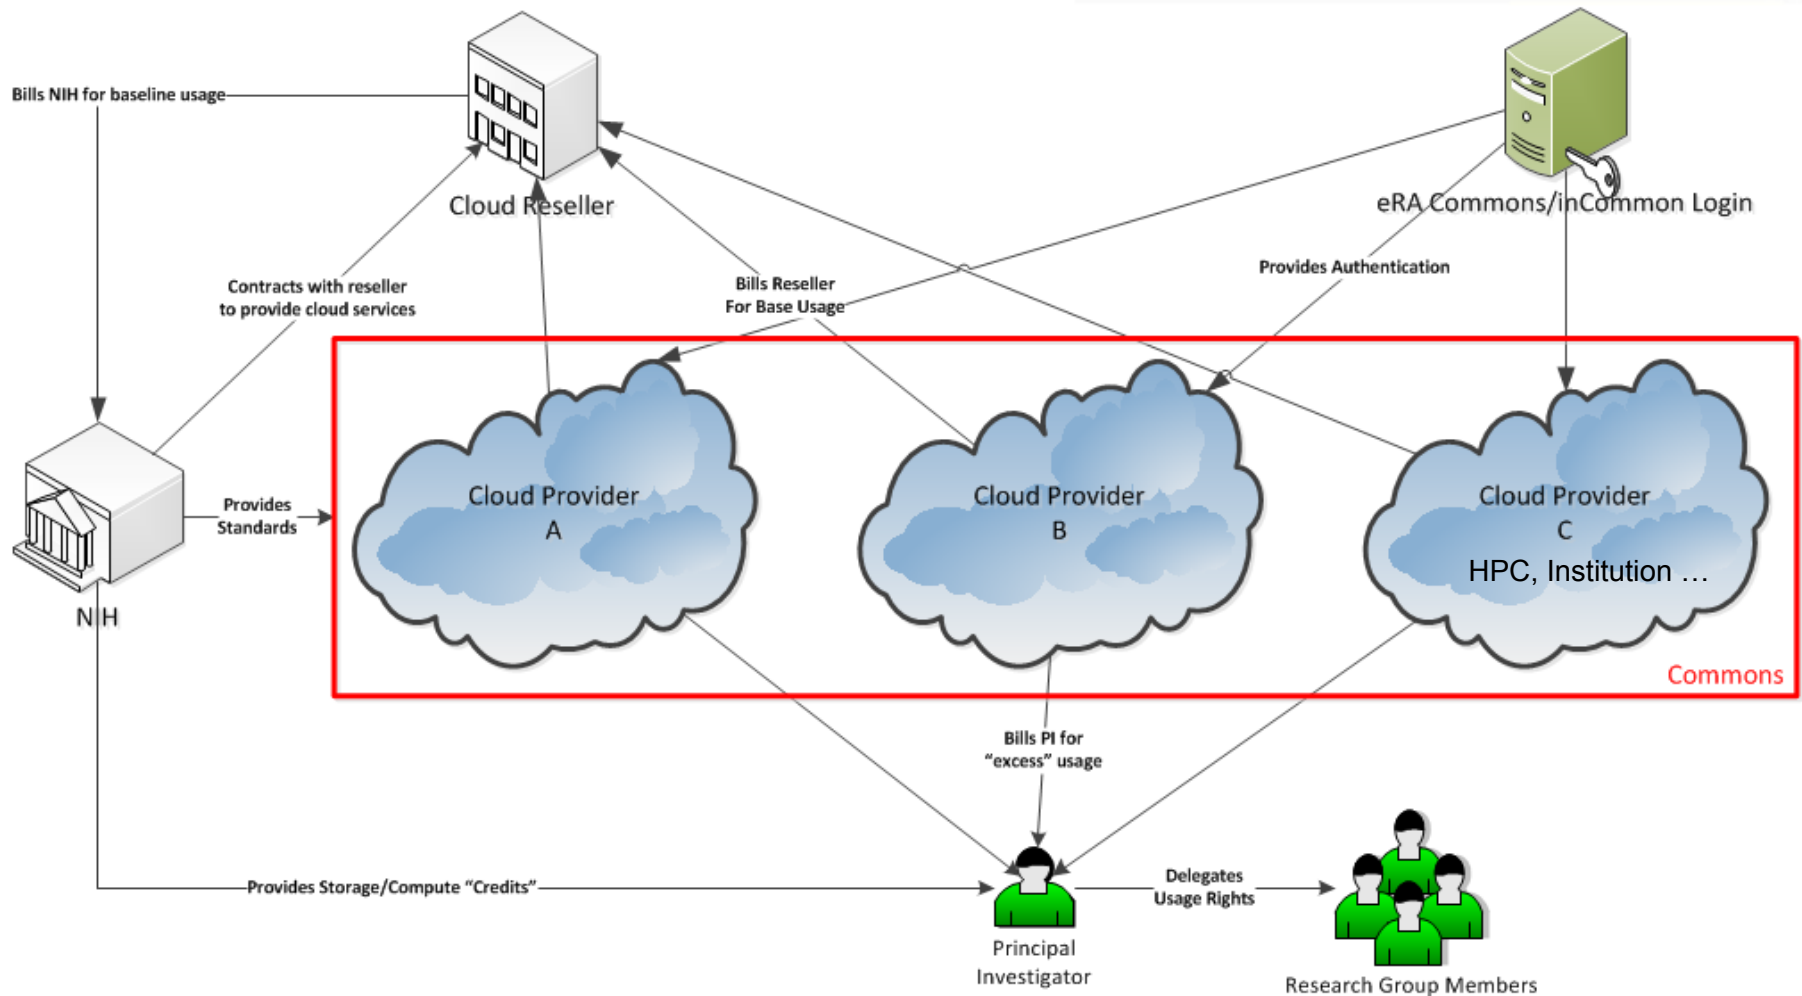 Bills NIH for baseline usage
Cloud Reseller
eRA Commons/inCommon Login
Contracts with reseller
to provide cloud services
Bills Reseller
For Base Usage
Provides Authentication
Provides
Standards
NIH
Cloud Provider
A
Cloud Provider
B
Cloud Provider
C
HPC, Institution …
Commons
Bills PI for
“excess” usage
Provides Storage/Compute “Credits”
Delegates
Usage Rights
Principal
Investigator
Research Group Members